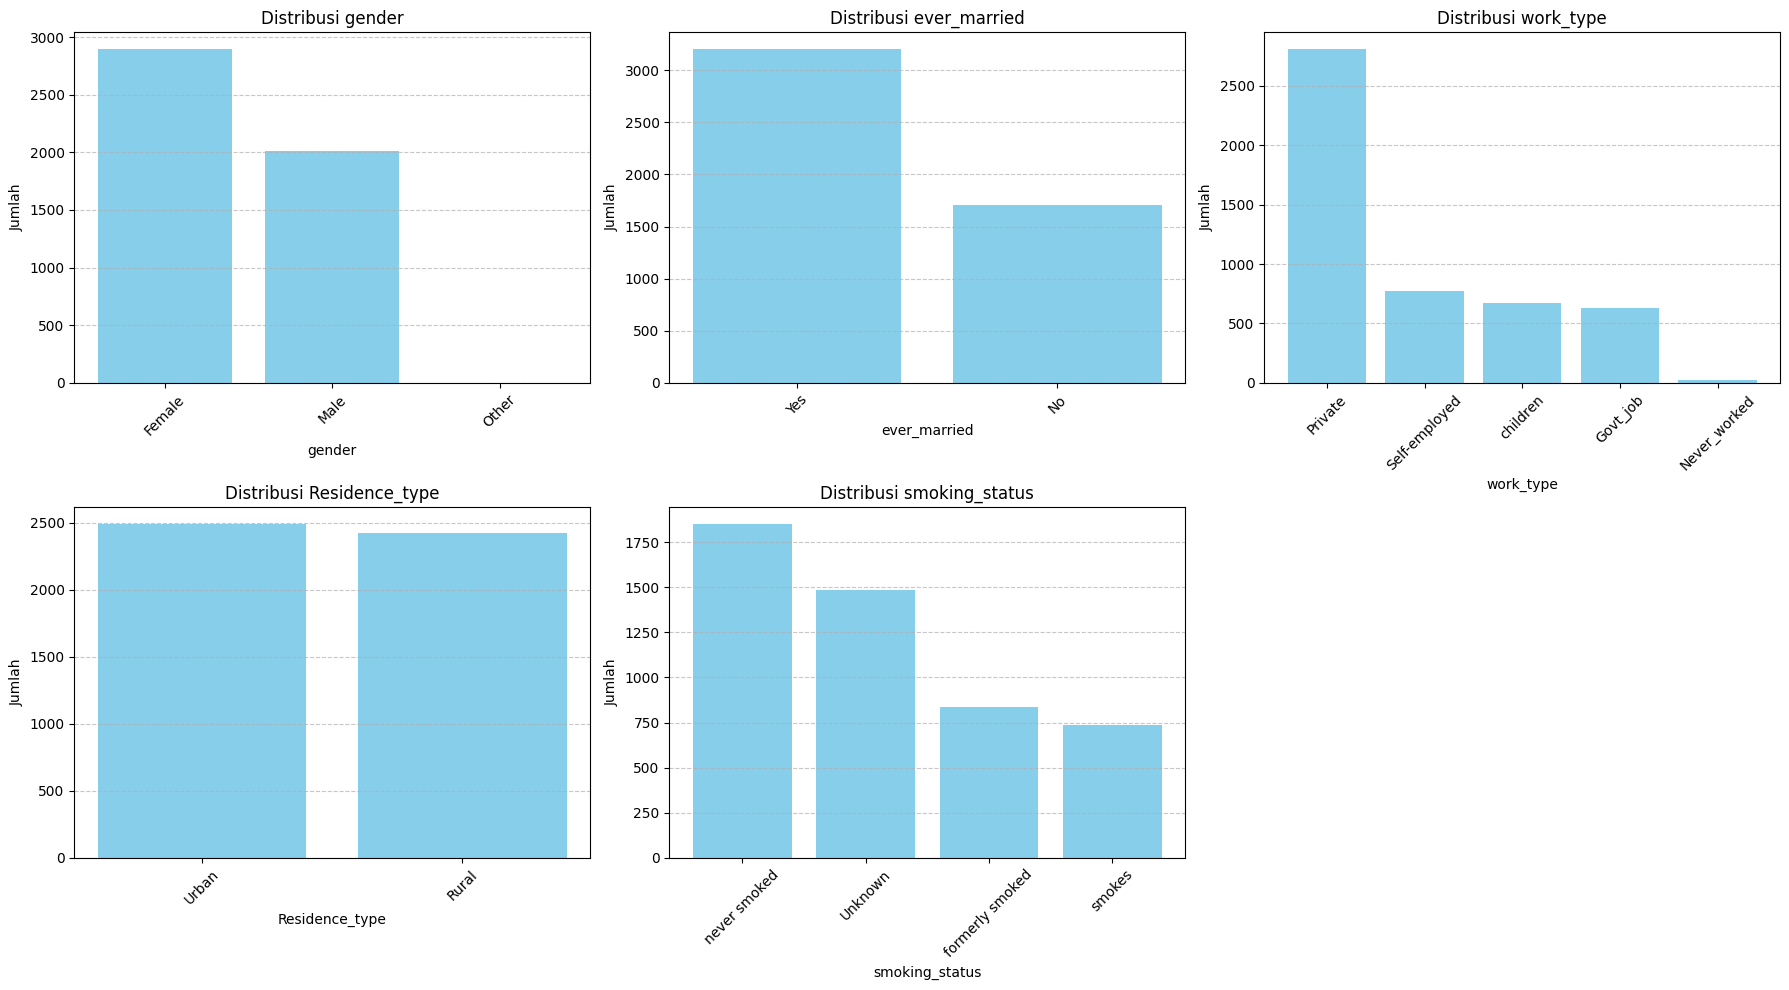 Distribusi gender
3000
2500
2000
1500
1000
500
0
Jumlah
Female
Male
Other
gender
Distribusi ever_married
3000
2500
2000
1500
1000
500
0
Jumlah
Yes
No
ever_married
Distribusi work_type
2500
2000
1500
1000
500
0
Jumlah
Private
Self-employed
children
Govt_job
Never_worked
work_type
Distribusi Residence_type
2500
2000
1500
1000
500
0
Jumlah
Urban
Rural
Residence_type
Distribusi smoking_status
1750
1500
1250
1000
750
500
250
0
Jumlah
never smoked
Unknown
formerly smoked
smokes
smoking_status